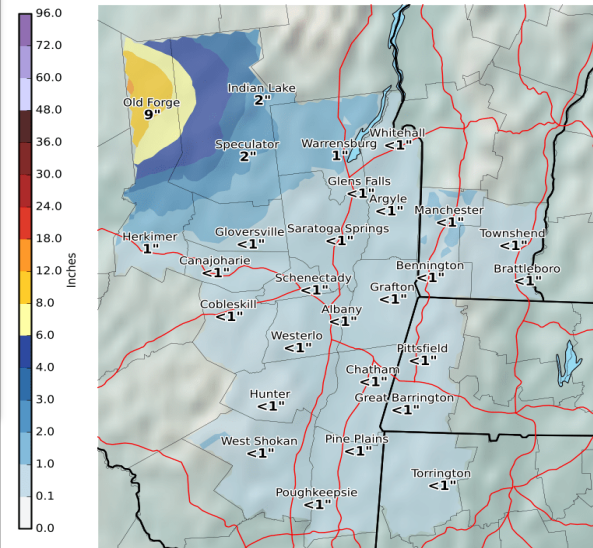 96.0
72.0
60.0
48.0
36.0
30.0
24.0
18.0
12.0
8.0
6.0
4.0
3.0
2.0
1.0
0.1
0.0
Inches
Old Forge
9"
Indian Lake
2"
Speculator
2"
Warrensburg
1"
Whitehall
<1"
Glens Falls
<1"
Argyle
<1"
Manchester
<1"
Herkimer
1"
Gloversville
<1"
Saratoga Springs
<1"
Townshend
<1"
Canajoharie
<1"
Schenectady
<1"
Bennington
<1"
Brattleboro
<1"
Grafton
<1"
Cobleskill
<1"
Albany
<1"
Westerlo
<1"
Pittsfield
<1"
Chatham
<1"
Hunter
<1"
Great Barrington
<1"
West Shokan
<1"
Pine Plains
<1"
Torrington
<1"
Poughkeepsie
<1"